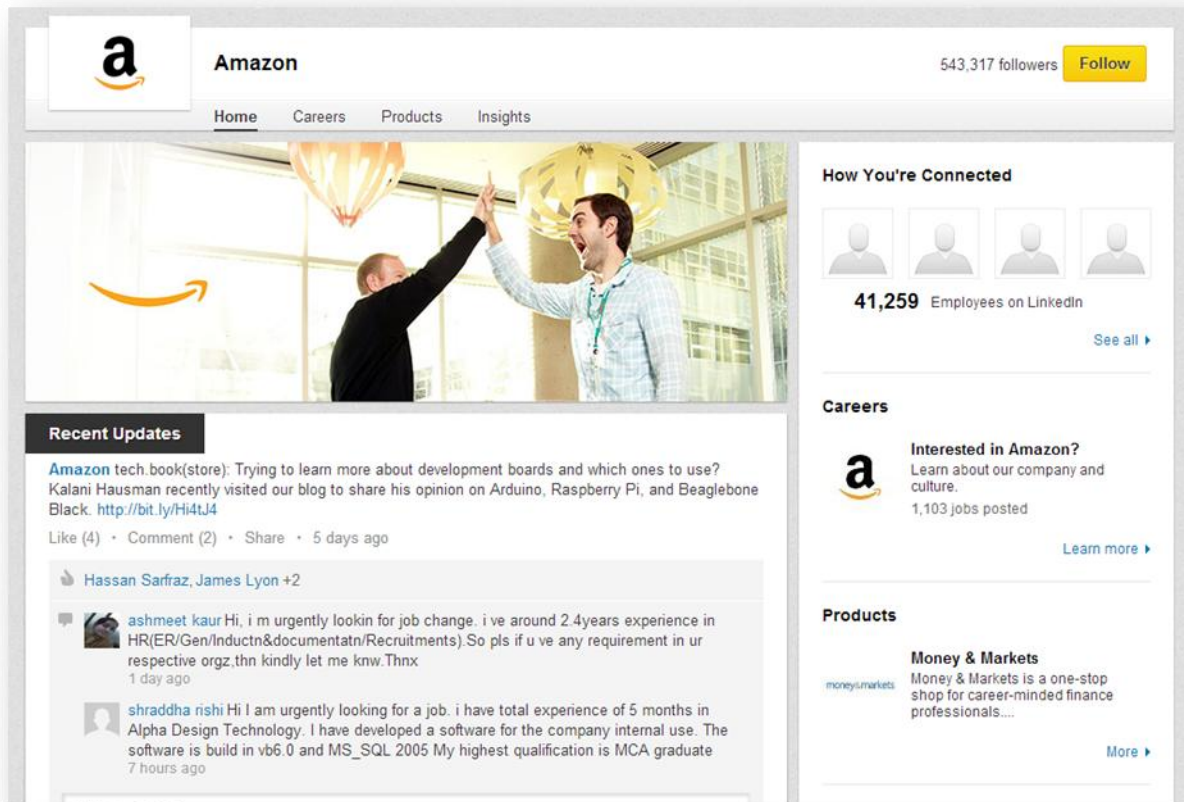 a
Amazon
543,317 followers
Follow
Home Careers Products Insights
How You're Connected
41,259 Employees on LinkedIn
See all
Careers
a
Interested in Amazon?
Learn about our company and
culture.
1,103 jobs posted
Learn more
Products
money&markets
Money & Markets
Money & Markets is a one-stop
shop for career-minded finance
professionals....
More
Recent Updates
Amazon tech.book(store): Trying to learn more about development boards and which ones to use?
Kalani Hausman recently visited our blog to share his opinion on Arduino, Raspberry Pi, and Beaglebone
Black. http://bit.ly/Hi4tJ4
Like (4) • Comment (2) • Share • 5 days ago
Hassan Sarfraz, James Lyon +2
ashmeet kaur Hi, i m urgently lookin for job change. i ve around 2.4years experience in
HR(ER/Gen/Inductn&documentatn/Recruitments).So pls if u ve any requirement in ur
respective orgz,thn kindly let me knw.Thnx
1 day ago
shraddha rishi Hi I am urgently looking for a job. i have total experience of 5 months in
Alpha Design Technology. I have developed a software for the company internal use. The
software is build in vb6.0 and MS_SQL 2005 My highest qualification is MCA graduate
7 hours ago